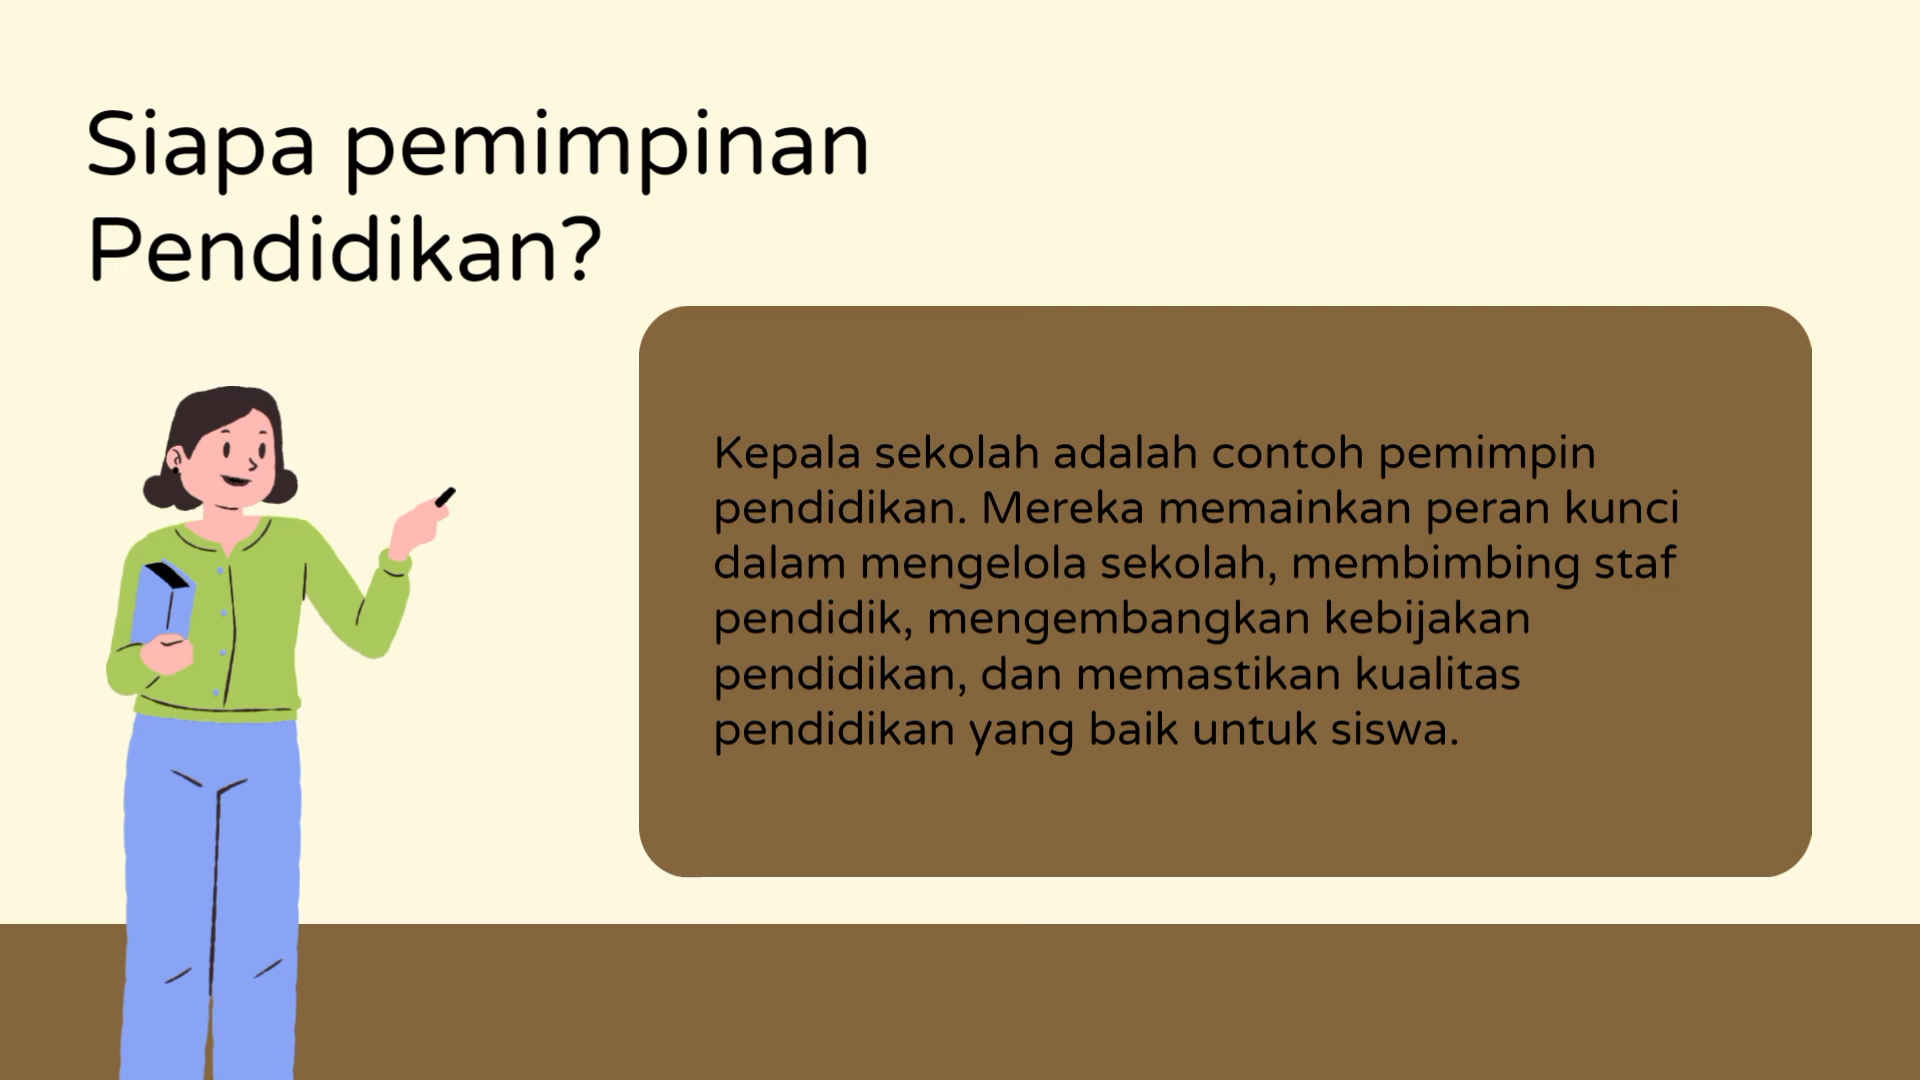 Siapa pemimpinan
Pendidikan?
Kepala sekolah adalah contoh pemimpin
pendidikan. Mereka memainkan peran kunci
dalam mengelola sekolah, membimbing staf
pendidik, mengembangkan kebijakan
pendidikan, dan memastikan kualitas
pendidikan yang baik untuk siswa.